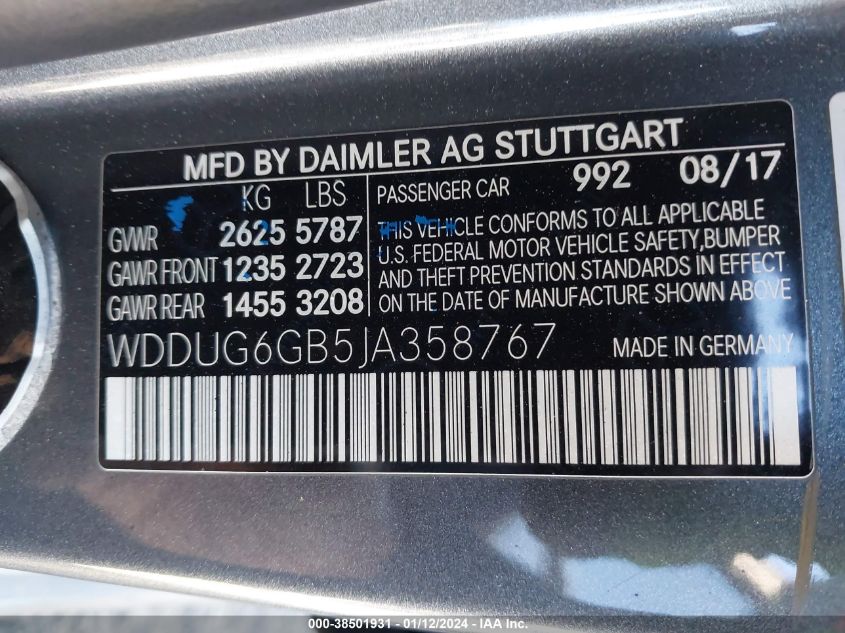 MFD BY DAIMLER AG STUTTGART
KG LBS
GVWR 2625 5787
GAWR FRONT 1235 2723
GAWR REAR 1455 3208
PASSENGER CAR 992 08/17
THIS VEHICLE CONFORMS TO ALL APPLICABLE
U.S. FEDERAL MOTOR VEHICLE SAFETY,BUMPER
AND THEFT PREVENTION STANDARDS IN EFFECT
ON THE DATE OF MANUFACTURE SHOWN ABOVE
WDDUG6GB5JA358767 MADE IN GERMANY
000-38501931 - 01/12/2024 - IAA Inc.